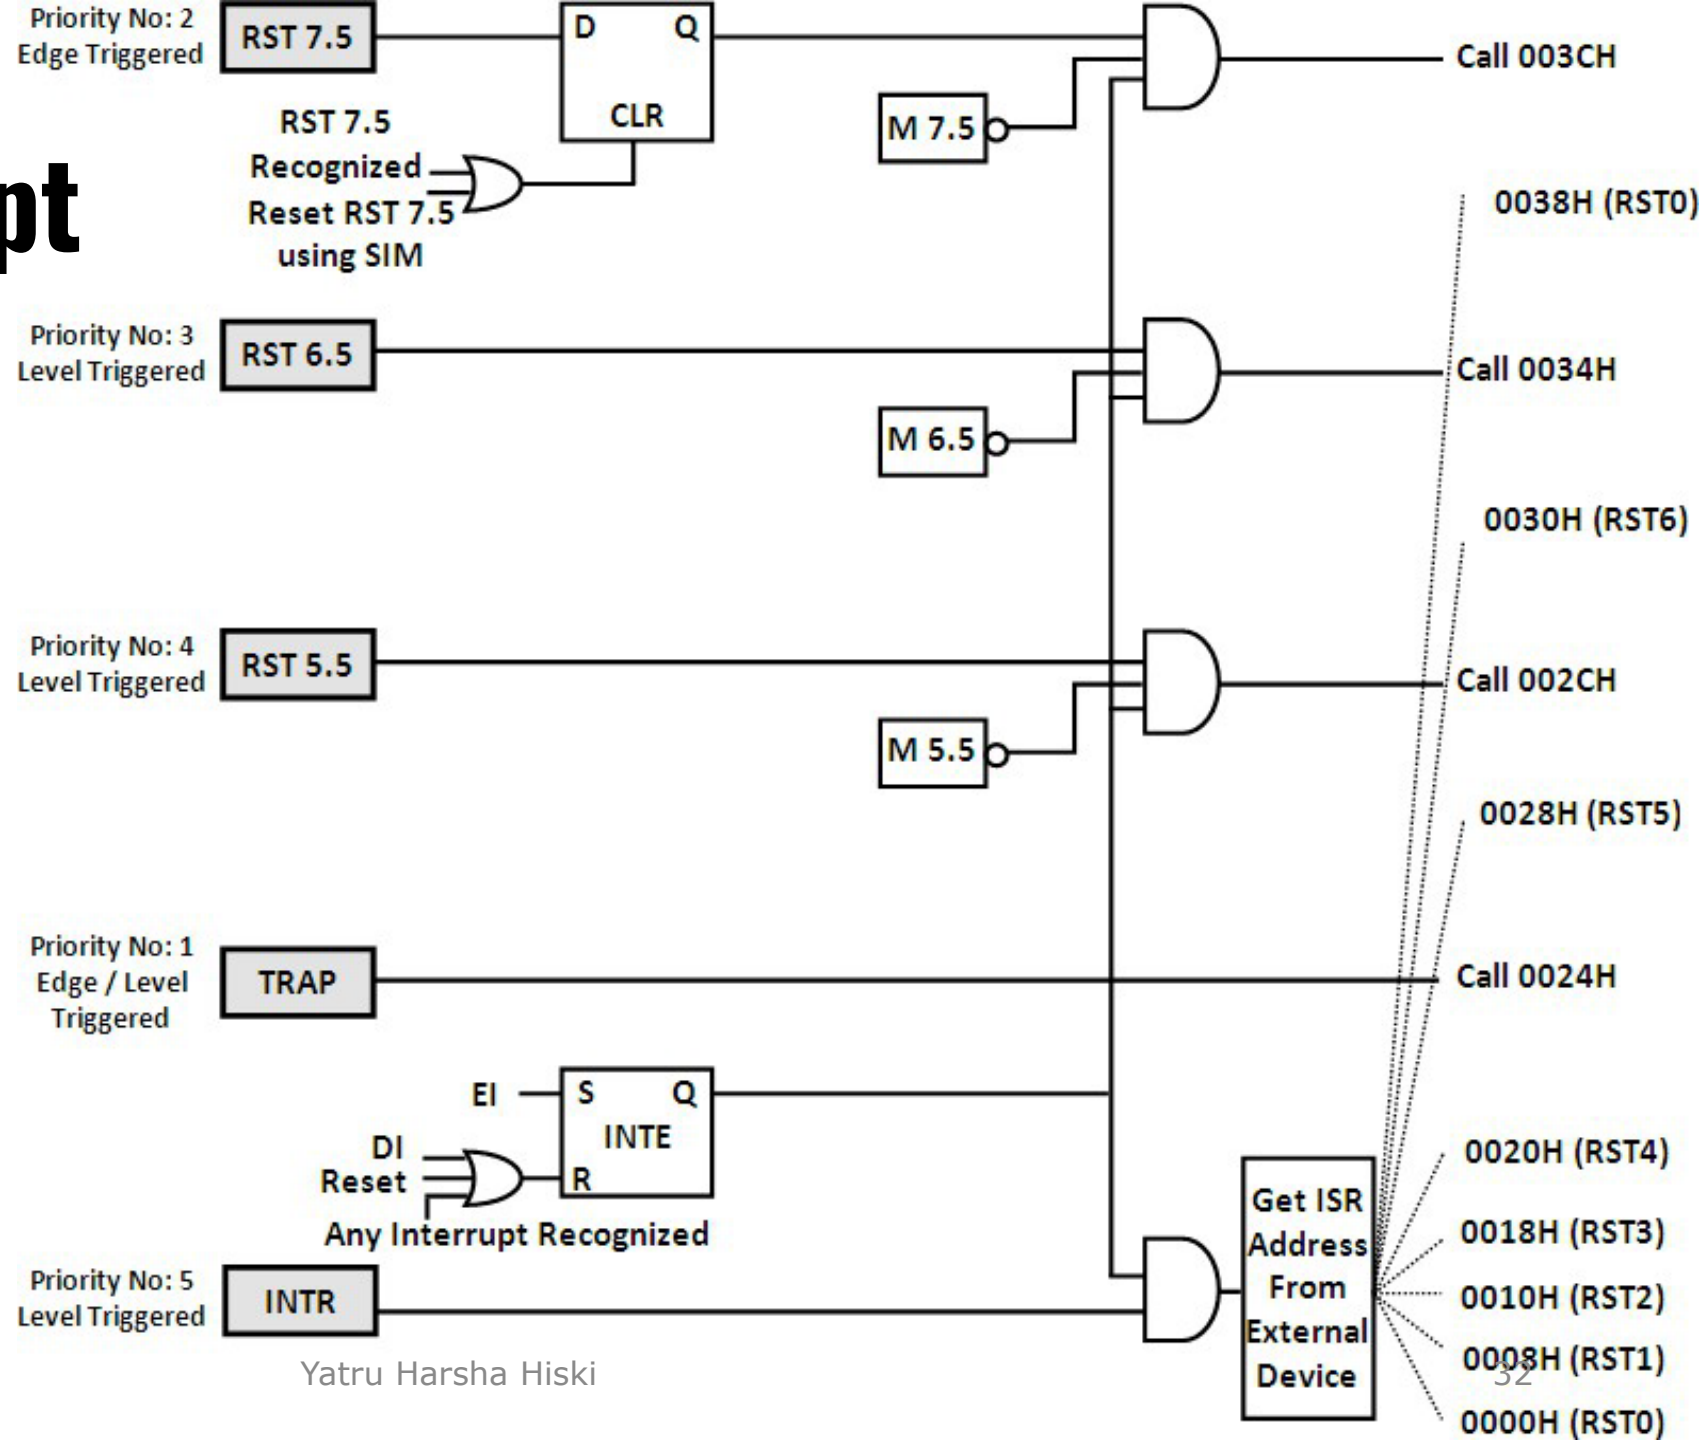 Priority No: 2
Edge Triggered
RST 7.5
D Q
CLR
Call 003CH
RST 7.5
Recognized
Reset RST 7.5
using SIM
M 7.5
pt
0038H (RST0)
Priority No: 3
Level Triggered
RST 6.5
M 6.5
Call 0034H
0030H (RST6)
Priority No: 4
Level Triggered
RST 5.5
M 5.5
Call 002CH
0028H (RST5)
Priority No: 1
Edge / Level
Triggered
TRAP
Call 0024H
EI
S Q
INTE
R
DI
Reset
Any Interrupt Recognized
Priority No: 5
Level Triggered
INTR
Get ISR
Address
From
External
Device
0020H (RST4)
0018H (RST3)
0010H (RST2)
0008H (RST1)
0000H (RST0)
Yatru Harsha Hiski
32